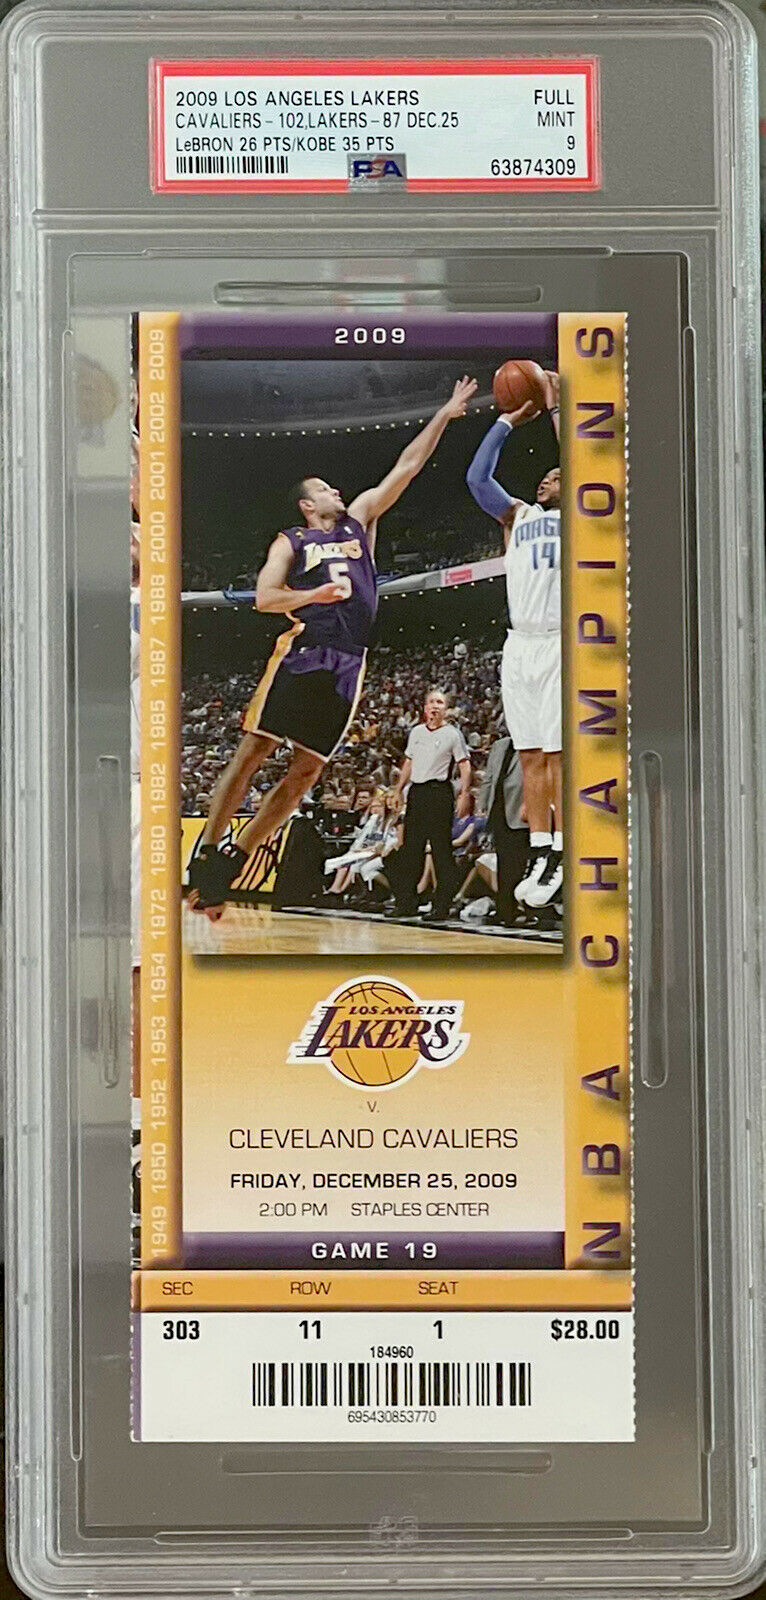 2009 LOS ANGELES LAKERS FULL
CAVALIERS - 102,LAKERS - 87 DEC.25 MINT
LeBRON 26 PTS/KOBE 35 PTS 9
PSA 63874309
2009
1949 1950 1952 1953 1954 1972 1980 1982 1985 1987 1988 2000 2001 2002 2009
NBA CHAMPIONS
LAKERS
5
MAGI
14
LOS ANGELES
LAKERS
V.
CLEVELAND CAVALIERS
FRIDAY, DECEMBER 25, 2009
2:00 PM STAPLES CENTER
GAME 19
SEC ROW SEAT
303 11 1 $28.00
184960
695430853770